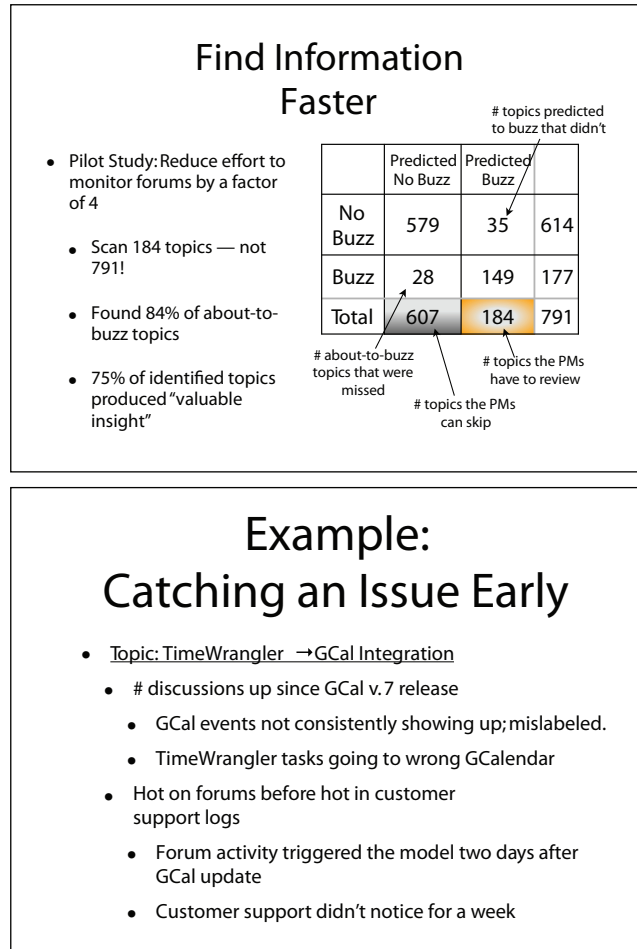 Find Information
Faster
# topics predicted
to buzz that didn't
• Pilot Study: Reduce effort to
monitor forums by a factor
of 4
• Scan 184 topics — not
791!
• Found 84% of about-to-
buzz topics
• 75% of identified topics
produced “valuable
insight”
Predicted No Buzz Predicted Buzz
No Buzz 579 35 614
Buzz 28 149 177
Total 607 184 791
# about-to-buzz
topics that were
missed
# topics the PMs
have to review
# topics the PMs
can skip
Example:
Catching an Issue Early
• Topic: TimeWrangler → GCal Integration
• # discussions up since GCal v. 7 release
• GCal events not consistently showing up; mislabeled.
• TimeWrangler tasks going to wrong GCalendar
• Hot on forums before hot in customer
support logs
• Forum activity triggered the model two days after
GCal update
• Customer support didn't notice for a week